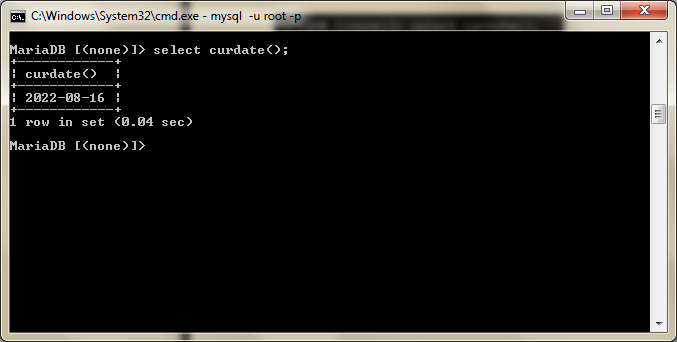 C:\Windows\System32\cmd.exe - mysql  -u root -p
MariaDB [(none)]> select curdate();
+------------+
| curdate()  |
+------------+
| 2022-08-16 |
+------------+
1 row in set (0.04 sec)
MariaDB [(none)]>